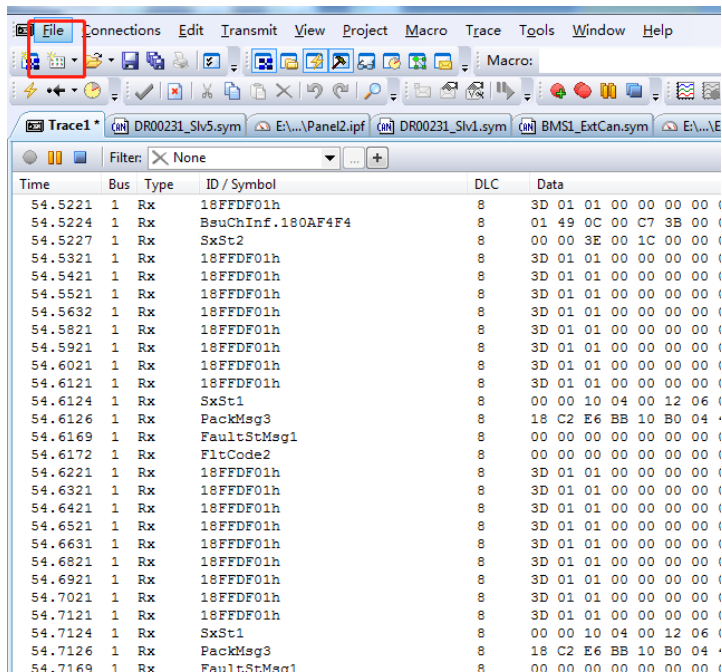 File Connections Edit Transmit View Project Macro Trace Tools Window Help
Macro:
Trace1 * DR00231_Slv5.sym E:\...\Panel2.ipf DR00231_Slv1.sym BMS1_ExtCan.sym E:\...\E
Filter: None ... +
Time Bus Type ID / Symbol DLC Data
54.5221 1 Rx 18FFDF01h 8 3D 01 01 00 00 00 00
54.5224 1 Rx BsuChInf.180AF4F4 8 01 49 0C 00 C7 3B 00
54.5227 1 Rx SxSt2 8 00 00 3E 00 1C 00 00
54.5321 1 Rx 18FFDF01h 8 3D 01 01 00 00 00 00
54.5421 1 Rx 18FFDF01h 8 3D 01 01 00 00 00 00
54.5521 1 Rx 18FFDF01h 8 3D 01 01 00 00 00 00
54.5632 1 Rx 18FFDF01h 8 3D 01 01 00 00 00 00
54.5821 1 Rx 18FFDF01h 8 3D 01 01 00 00 00 00
54.5921 1 Rx 18FFDF01h 8 3D 01 01 00 00 00 00
54.6021 1 Rx 18FFDF01h 8 3D 01 01 00 00 00 00
54.6121 1 Rx 18FFDF01h 8 3D 01 01 00 00 00 00
54.6124 1 Rx SxSt1 8 00 00 10 04 00 12 06
54.6126 1 Rx PackMsg3 8 18 C2 E6 BB 10 B0 04
54.6169 1 Rx FaultStMsg1 8 00 00 00 00 00 00 00
54.6172 1 Rx FltCode2 8 00 00 00 00 00 00 00
54.6221 1 Rx 18FFDF01h 8 3D 01 01 00 00 00 00
54.6321 1 Rx 18FFDF01h 8 3D 01 01 00 00 00 00
54.6421 1 Rx 18FFDF01h 8 3D 01 01 00 00 00 00
54.6521 1 Rx 18FFDF01h 8 3D 01 01 00 00 00 00
54.6631 1 Rx 18FFDF01h 8 3D 01 01 00 00 00 00
54.6821 1 Rx 18FFDF01h 8 3D 01 01 00 00 00 00
54.6921 1 Rx 18FFDF01h 8 3D 01 01 00 00 00 00
54.7021 1 Rx 18FFDF01h 8 3D 01 01 00 00 00 00
54.7121 1 Rx 18FFDF01h 8 3D 01 01 00 00 00 00
54.7124 1 Rx SxSt1 8 00 00 10 04 00 12 06
54.7126 1 Rx PackMsg3 8 18 C2 E6 BB 10 B0 04
54.7169 1 Rx FaultStMsg1 8 00 00 00 00 00 00 00